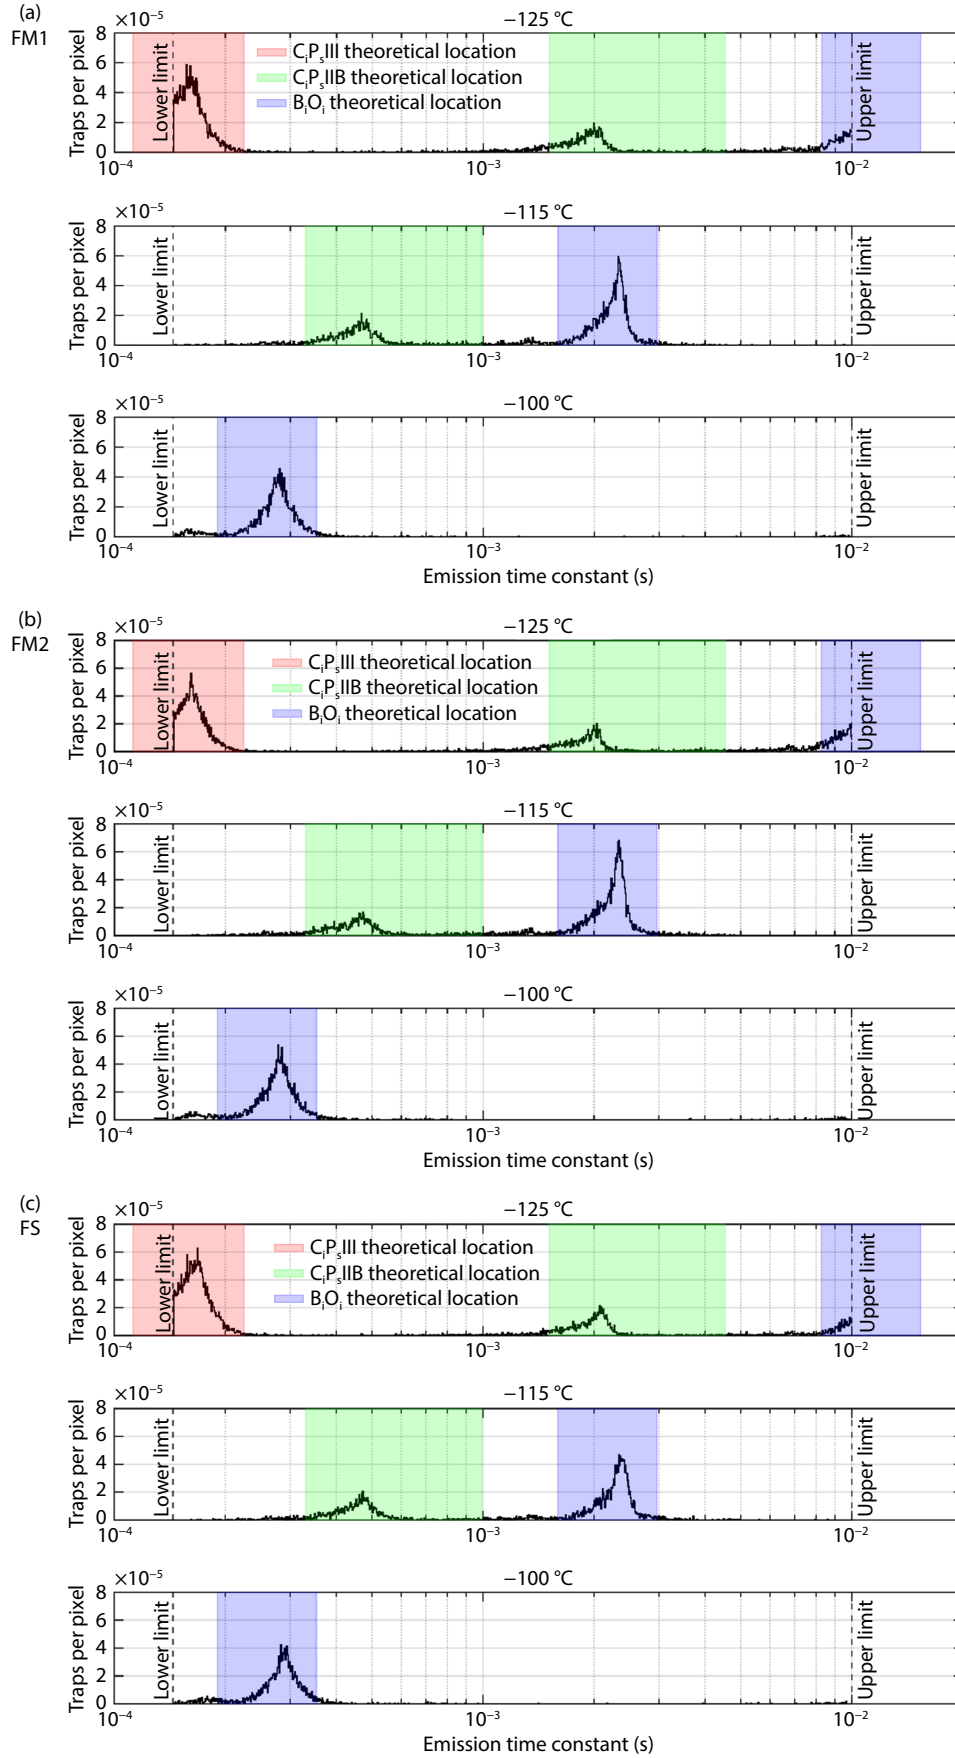 (a)
FM1
×10⁻⁵
−125 °C
Traps per pixel
8
6
4
2
0
Lower limit
CᵢPₛIII theoretical location
CᵢPₛIIB theoretical location
BᵢOᵢ theoretical location
Upper limit
10⁻⁴
10⁻³
10⁻²
×10⁻⁵
−115 °C
Traps per pixel
8
6
4
2
0
Lower limit
Upper limit
10⁻⁴
10⁻³
10⁻²
×10⁻⁵
−100 °C
Traps per pixel
8
6
4
2
0
Lower limit
Upper limit
10⁻⁴
10⁻³
10⁻²
Emission time constant (s)
(b)
FM2
×10⁻⁵
−125 °C
Traps per pixel
8
6
4
2
0
Lower limit
CᵢPₛIII theoretical location
CᵢPₛIIB theoretical location
BᵢOᵢ theoretical location
Upper limit
10⁻⁴
10⁻³
10⁻²
×10⁻⁵
−115 °C
Traps per pixel
8
6
4
2
0
Lower limit
Upper limit
10⁻⁴
10⁻³
10⁻²
×10⁻⁵
−100 °C
Traps per pixel
8
6
4
2
0
Lower limit
Upper limit
10⁻⁴
10⁻³
10⁻²
Emission time constant (s)
(c)
FS
×10⁻⁵
−125 °C
Traps per pixel
8
6
4
2
0
Lower limit
CᵢPₛIII theoretical location
CᵢPₛIIB theoretical location
BᵢOᵢ theoretical location
Upper limit
10⁻⁴
10⁻³
10⁻²
×10⁻⁵
−115 °C
Traps per pixel
8
6
4
2
0
Lower limit
Upper limit
10⁻⁴
10⁻³
10⁻²
×10⁻⁵
−100 °C
Traps per pixel
8
6
4
2
0
Lower limit
Upper limit
10⁻⁴
10⁻³
10⁻²
Emission time constant (s)